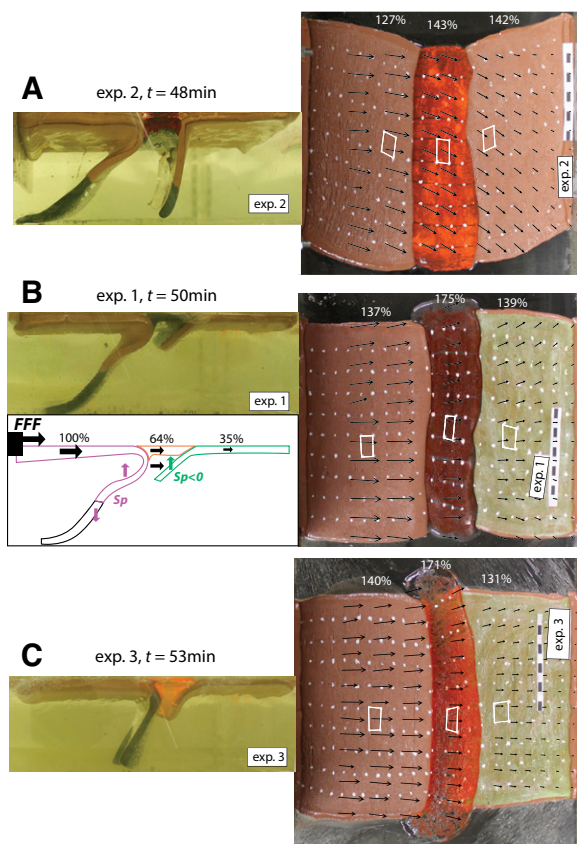 A
exp. 2, t = 48min
exp. 2
127%
143%
142%
exp. 2
B
exp. 1, t = 50min
exp. 1
FFF
100%
64%
35%
Sp
Sp<0
137%
175%
139%
exp. 1
C
exp. 3, t = 53min
exp. 3
140%
171%
131%
exp. 3